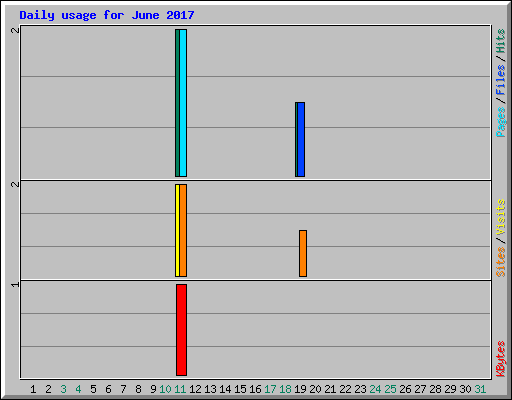 Daily usage for June 2017
2
2
1
Pages / Files / Hits
Sites / Visits
KBytes
1 2 3 4 5 6 7 8 9 10 11 12 13 14 15 16 17 18 19 20 21 22 23 24 25 26 27 28 29 30 31